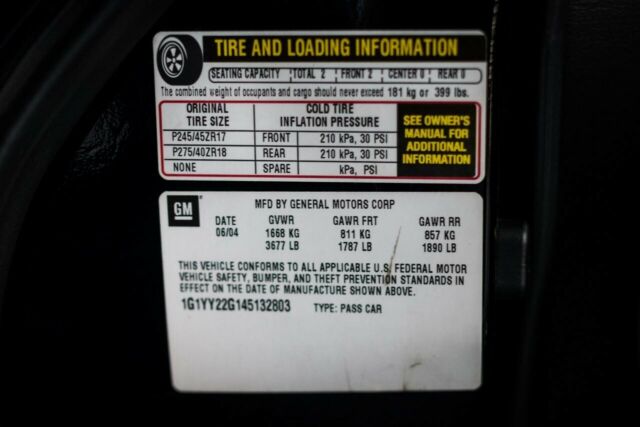 TIRE AND LOADING INFORMATION
SEATING CAPACITY TOTAL 2 FRONT 2 CENTER 0 REAR 0
The combined weight of occupants and cargo should never exceed 181 kg or 399 lbs.
ORIGINAL TIRE SIZE COLD TIRE INFLATION PRESSURE
P245/45ZR17 FRONT 210 kPa, 30 PSI
P275/40ZR18 REAR 210 kPa, 30 PSI
NONE SPARE kPa, PSI
SEE OWNER'S
MANUAL FOR
ADDITIONAL
INFORMATION
GM
MFD BY GENERAL MOTORS CORP
DATE GVWR GAWR FRT GAWR RR
06/04 1668 KG 811 KG 857 KG
3677 LB 1787 LB 1890 LB
THIS VEHICLE CONFORMS TO ALL APPLICABLE U.S. FEDERAL MOTOR
VEHICLE SAFETY, BUMPER, AND THEFT PREVENTION STANDARDS IN
EFFECT ON THE DATE OF MANUFACTURE SHOWN ABOVE.
1G1YY22G145132803 TYPE: PASS CAR